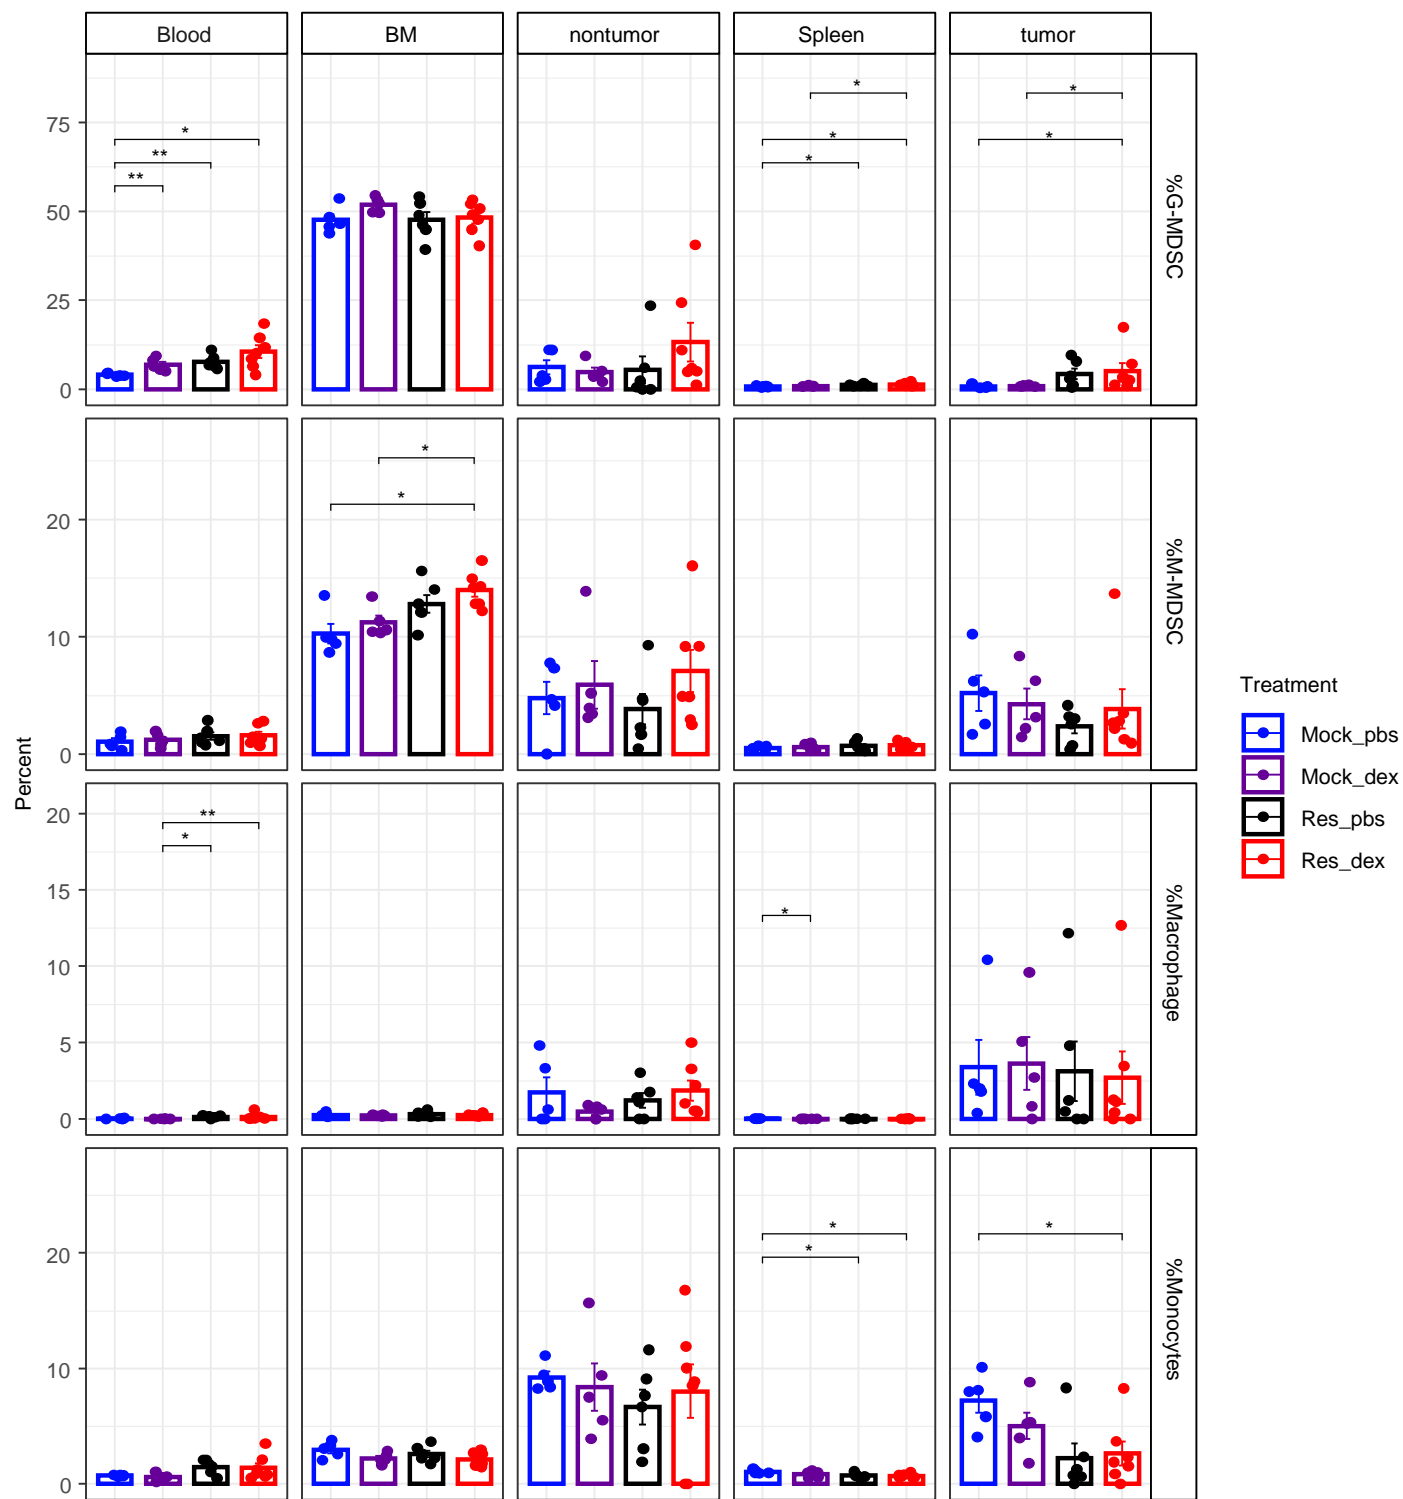 Blood BM nontumor Spleen tumor
* *
75
* * *
** *
**
50
25
0
%G-MDSC
*
*
20
10
0
%M-MDSC
20
**
*
15
*
10
5
0
%Macrophage
* *
*
20
10
0
%Monocytes
Percent
Treatment
Mock_pbs
Mock_dex
Res_pbs
Res_dex